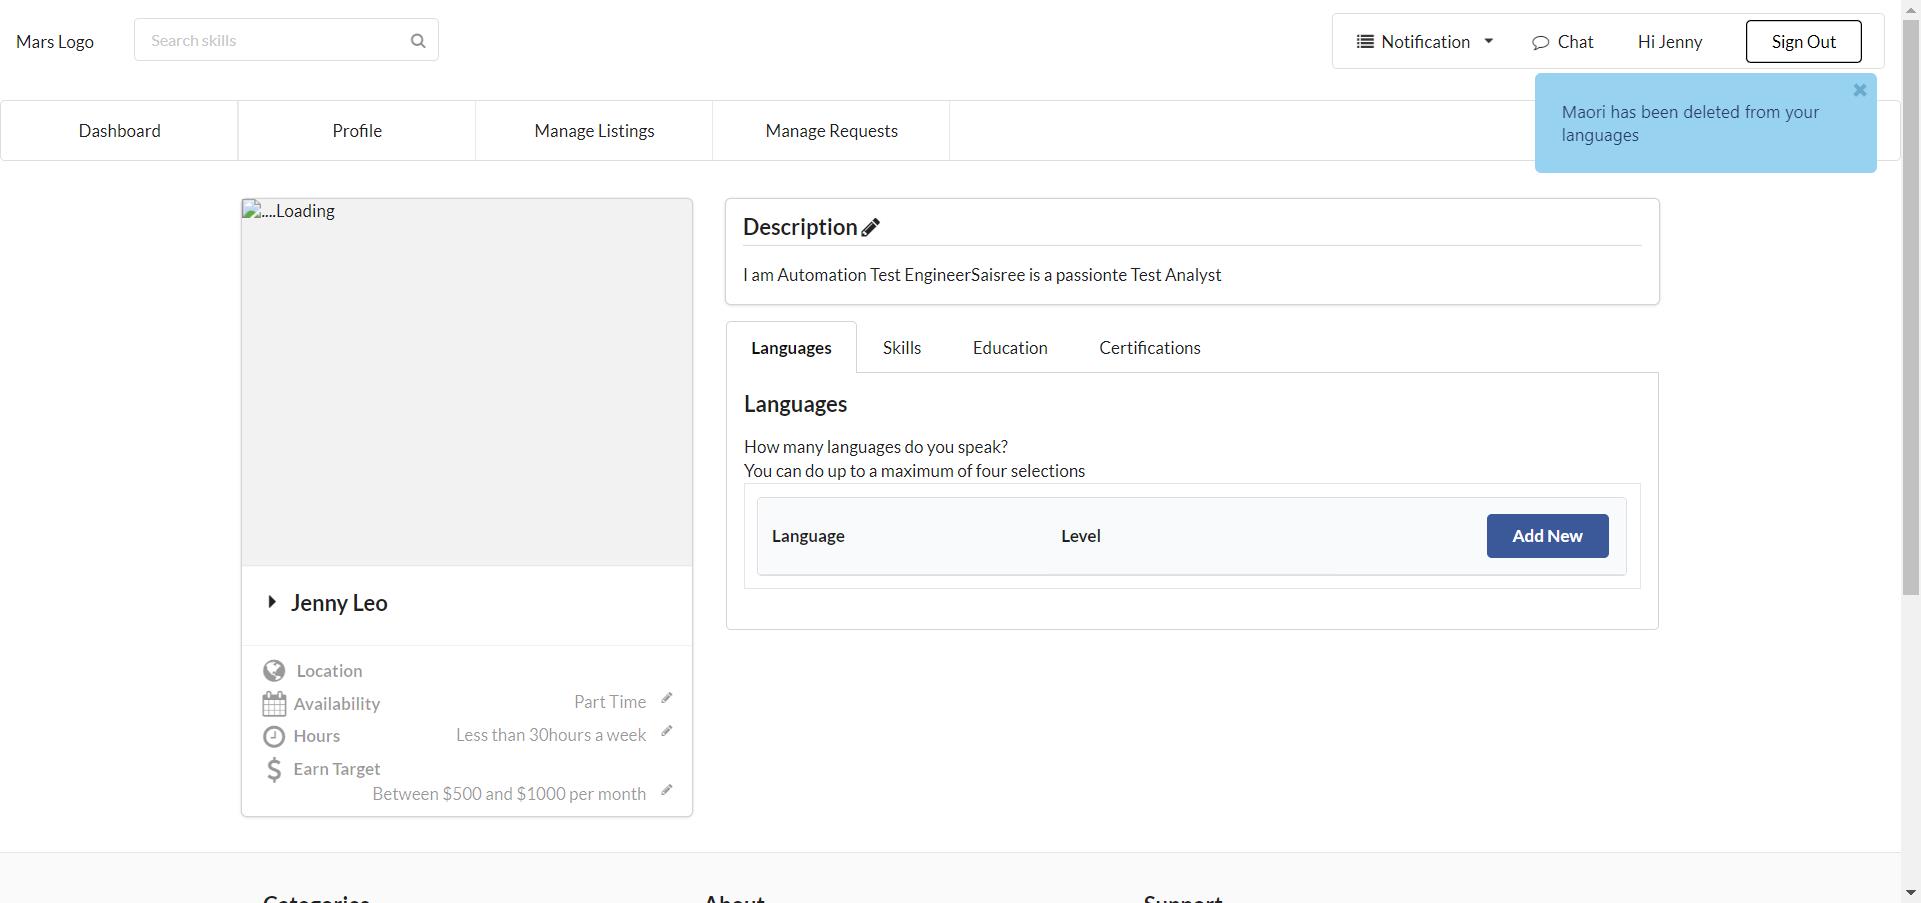 Mars Logo
Search skills
Notification
Chat
Hi Jenny
Sign Out
Maori has been deleted from your
languages
Dashboard
Profile
Manage Listings
Manage Requests
....Loading
Description
I am Automation Test EngineerSaisree is a passionte Test Analyst
Languages
Skills
Education
Certifications
Languages
How many languages do you speak?
You can do up to a maximum of four selections
Language
Level
Add New
Jenny Leo
Location
Availability
Part Time
Hours
Less than 30hours a week
Earn Target
Between $500 and $1000 per month
Categories
About
Support